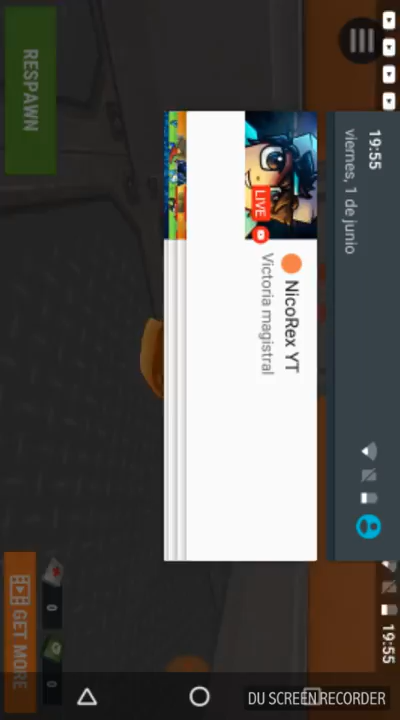 19:55
viernes, 1 de junio
NicoRex YT
Victoria magistral
LIVE
RESPAWN
GET MORE
0
0
19:55
DU SCREEN RECORDER